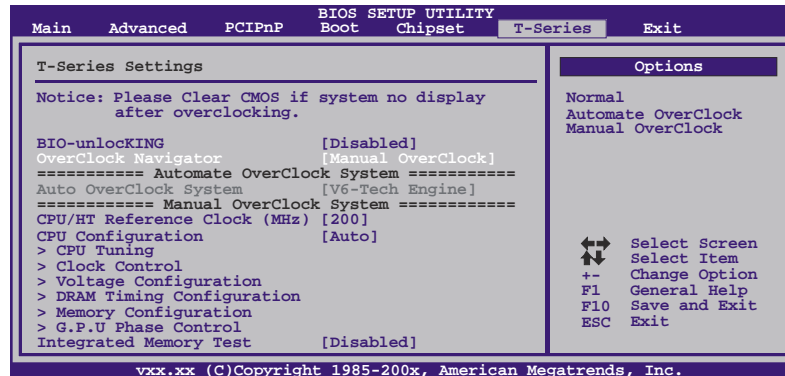 BIOS SETUP UTILITY
Main Advanced PCIPnP Boot Chipset T-Series Exit
T-Series Settings
Notice: Please Clear CMOS if system no display
after overclocking.
BIO-unlocKING [Disabled]
OverClock Navigator [Manual OverClock]
=========== Automate OverClock System ===========
Auto OverClock System [V6-Tech Engine]
============ Manual OverClock System ============
CPU/HT Reference Clock (MHz) [200]
CPU Configuration [Auto]
> CPU Tuning
> Clock Control
> Voltage Configuration
> DRAM Timing Configuration
> Memory Configuration
> G.P.U Phase Control
Integrated Memory Test [Disabled]
Options
Normal
Automate OverClock
Manual OverClock
Select Screen
Select Item
+- Change Option
F1 General Help
F10 Save and Exit
ESC Exit
vxx.xx (C)Copyright 1985-200x, American Megatrends, Inc.